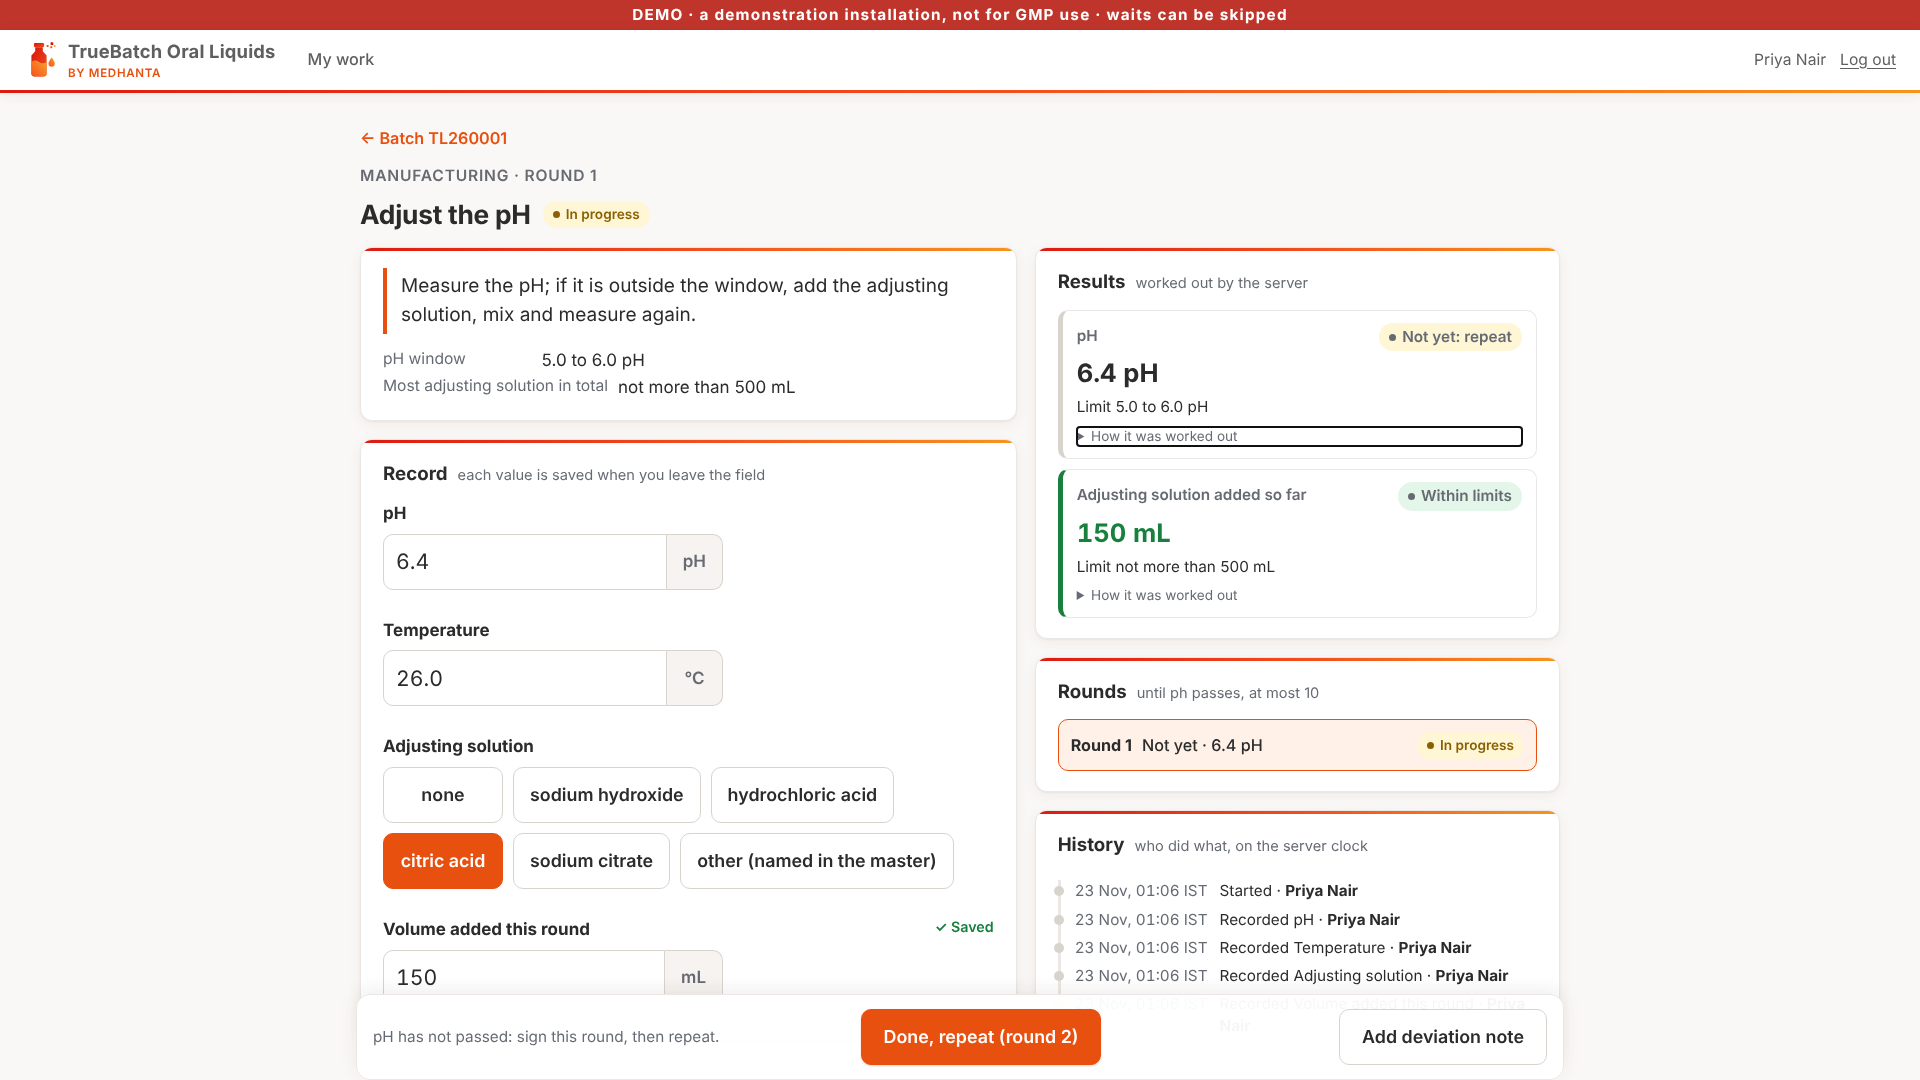 DEMO · a demonstration installation, not for GMP use · waits can be skipped
TrueBatch Oral Liquids
BY MEDHANTA
My work
Priya Nair
Log out
← Batch TL260001
MANUFACTURING · ROUND 1
Adjust the pH
In progress
Measure the pH; if it is outside the window, add the adjusting
solution, mix and measure again.
pH window 5.0 to 6.0 pH
Most adjusting solution in total not more than 500 mL
Record each value is saved when you leave the field
pH
6.4 pH
Temperature
26.0 °C
Adjusting solution
none
sodium hydroxide
hydrochloric acid
citric acid
sodium citrate
other (named in the master)
Volume added this round
✓ Saved
150 mL
Results worked out by the server
pH
Not yet: repeat
6.4 pH
Limit 5.0 to 6.0 pH
How it was worked out
Adjusting solution added so far
Within limits
150 mL
Limit not more than 500 mL
How it was worked out
Rounds until ph passes, at most 10
Round 1 Not yet · 6.4 pH
In progress
History who did what, on the server clock
23 Nov, 01:06 IST Started · Priya Nair
23 Nov, 01:06 IST Recorded pH · Priya Nair
23 Nov, 01:06 IST Recorded Temperature · Priya Nair
23 Nov, 01:06 IST Recorded Adjusting solution · Priya Nair
23 Nov, 01:06 IST Recorded Volume added this round · Priya
Nair
pH has not passed: sign this round, then repeat.
Done, repeat (round 2)
Add deviation note